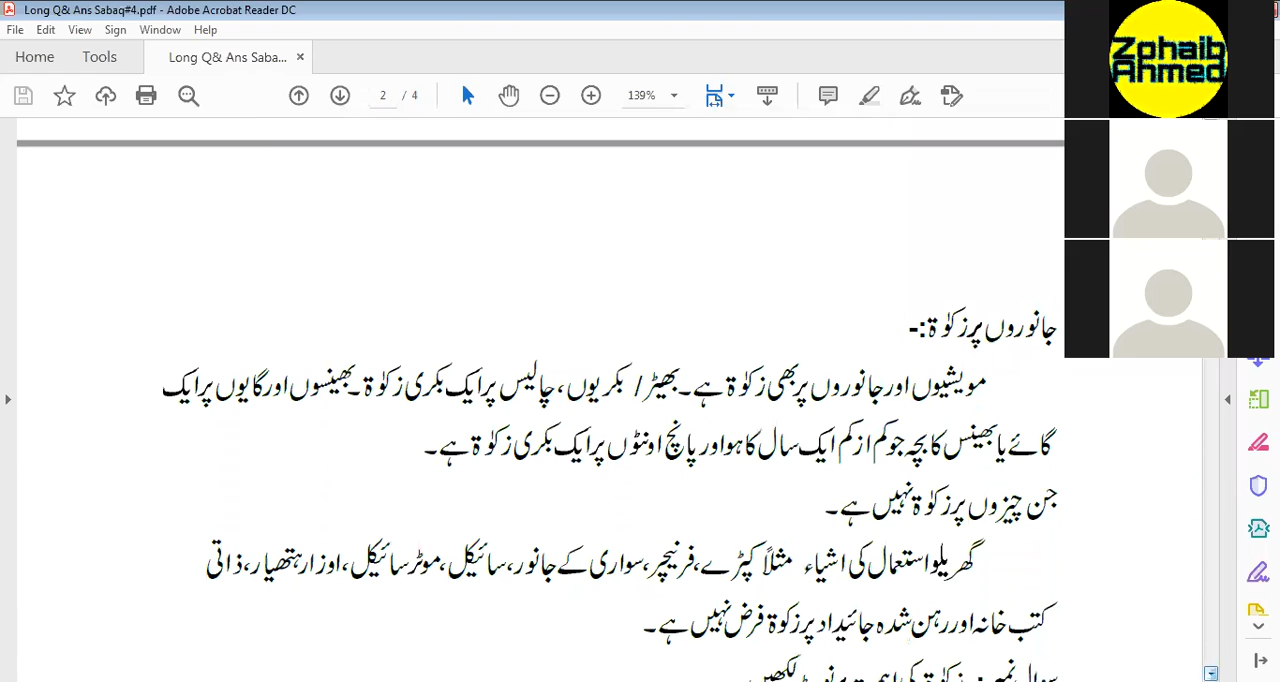 Long Q& Ans Sabaq#4.pdf - Adobe Acrobat Reader DC
File Edit View Sign Window Help
Home Tools Long Q& Ans Saba... ×
2 / 4 139%
Zohaib
Ahmed
جانوروں پر زکوٰۃ:-
مویشیوں اور جانوروں پر بھی زکوٰۃ ہے۔ بھیڑ / بکریوں، چالیس پر ایک بکری زکوٰۃ۔ بھینسوں اور گایوں پر ایک
گائے یا بھینس کا بچہ جو کم از کم ایک سال کا ہو اور پانچ اونٹوں پر ایک بکری زکوٰۃ ہے۔
جن چیزوں پر زکوٰۃ نہیں ہے۔
گھریلو استعمال کی اشیاء مثلاً کپڑے، فرنیچر، سواری کے جانور، سائیکل، موٹر سائیکل، اوزار ہتھیار، ذاتی
کتب خانہ اور رہن شدہ جائیداد پر زکوۃ فرض نہیں ہے۔